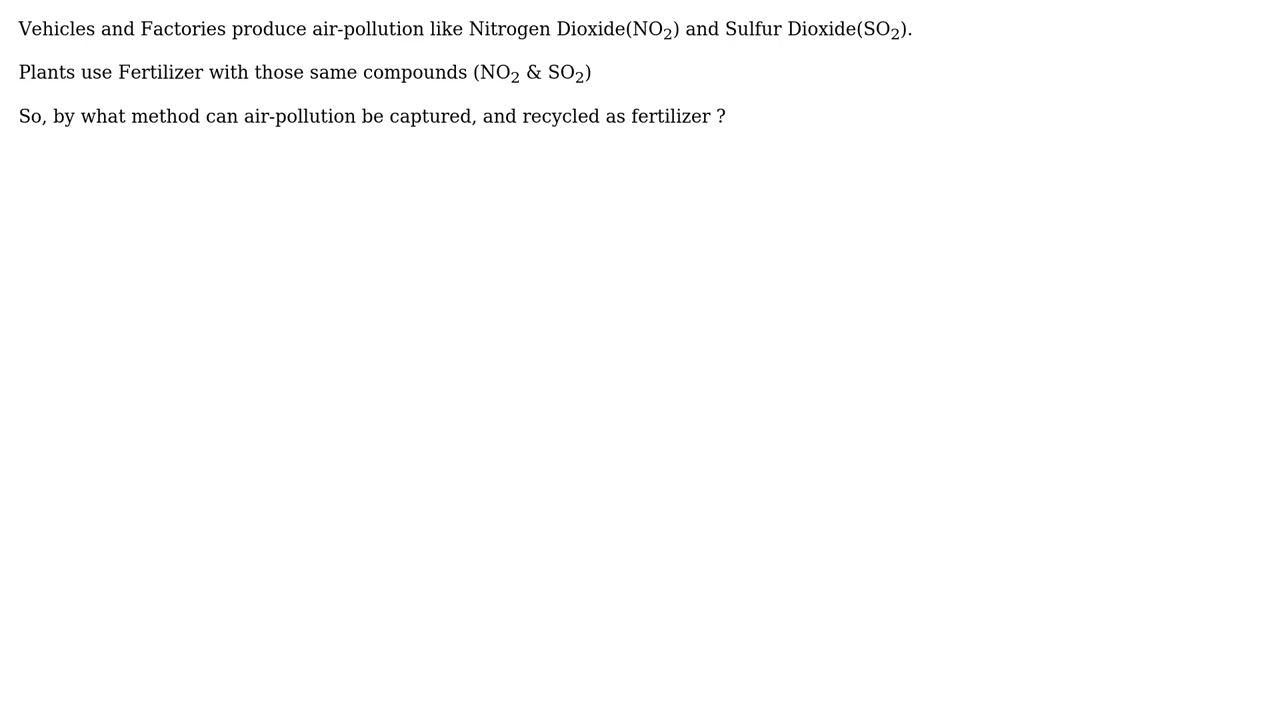 Vehicles and Factories produce air-pollution like Nitrogen Dioxide(NO₂) and Sulfur Dioxide(SO₂).
Plants use Fertilizer with those same compounds (NO₂ & SO₂)
So, by what method can air-pollution be captured, and recycled as fertilizer ?